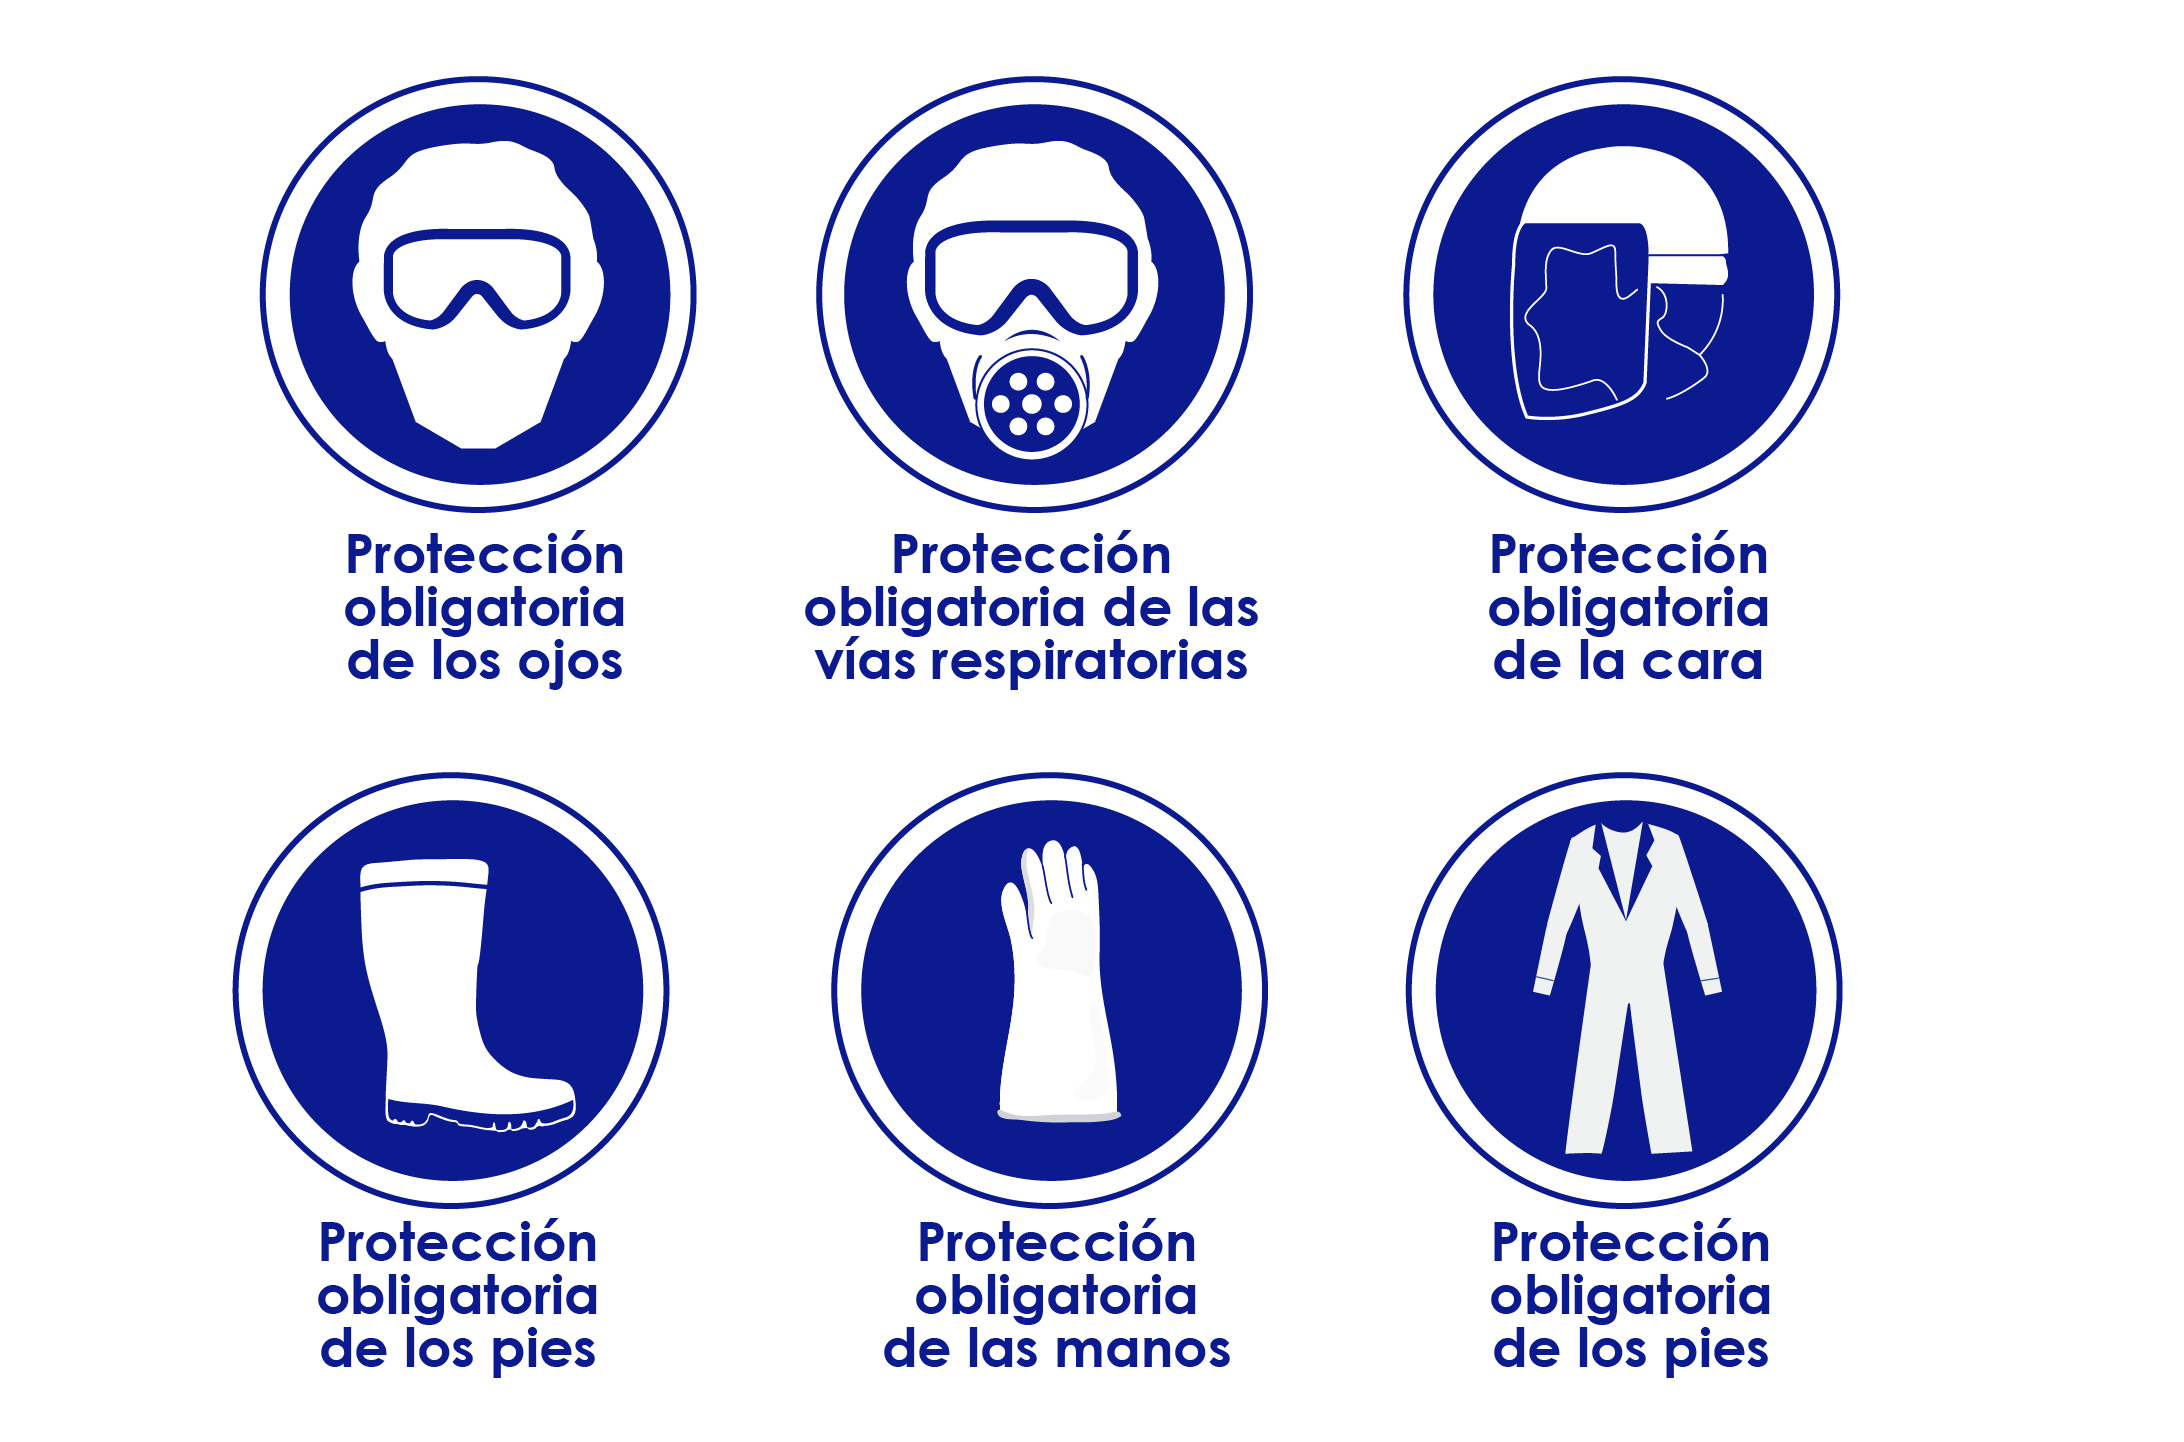 Protección
obligatoria
de los ojos
Protección
obligatoria de las
vías respiratorias
Protección
obligatoria
de la cara
Protección
obligatoria
de los pies
Protección
obligatoria
de las manos
Protección
obligatoria
de los pies